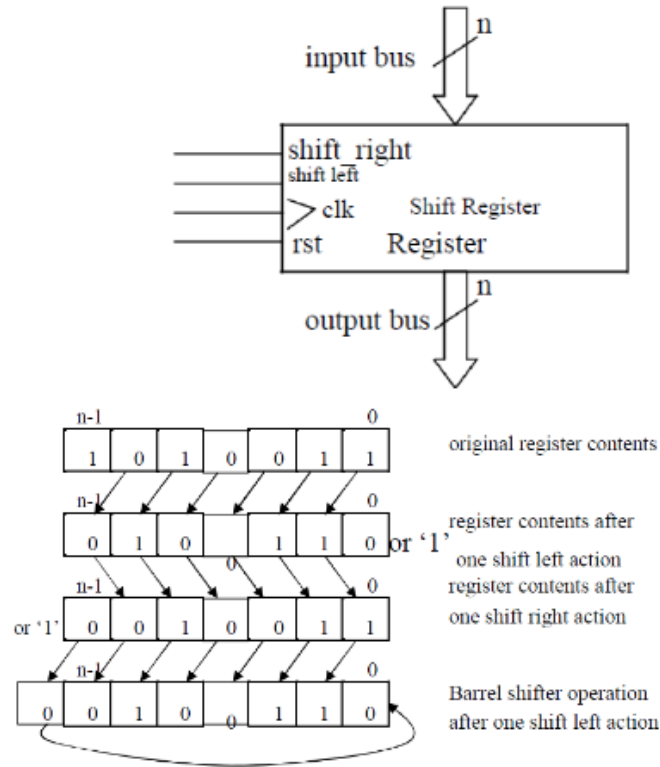 n
input bus
shift_right
shift left
clk Shift Register
rst Register
n
output bus
n-1 0
1 0 1 0 0 1 1 original register contents
n-1 0
0 1 0 0 1 1 0 or '1' register contents after
one shift left action
n-1 0
or '1' 0 0 1 0 0 1 1 register contents after
one shift right action
n-1 0
0 0 1 0 0 1 1 0 Barrel shifter operation
after one shift left action